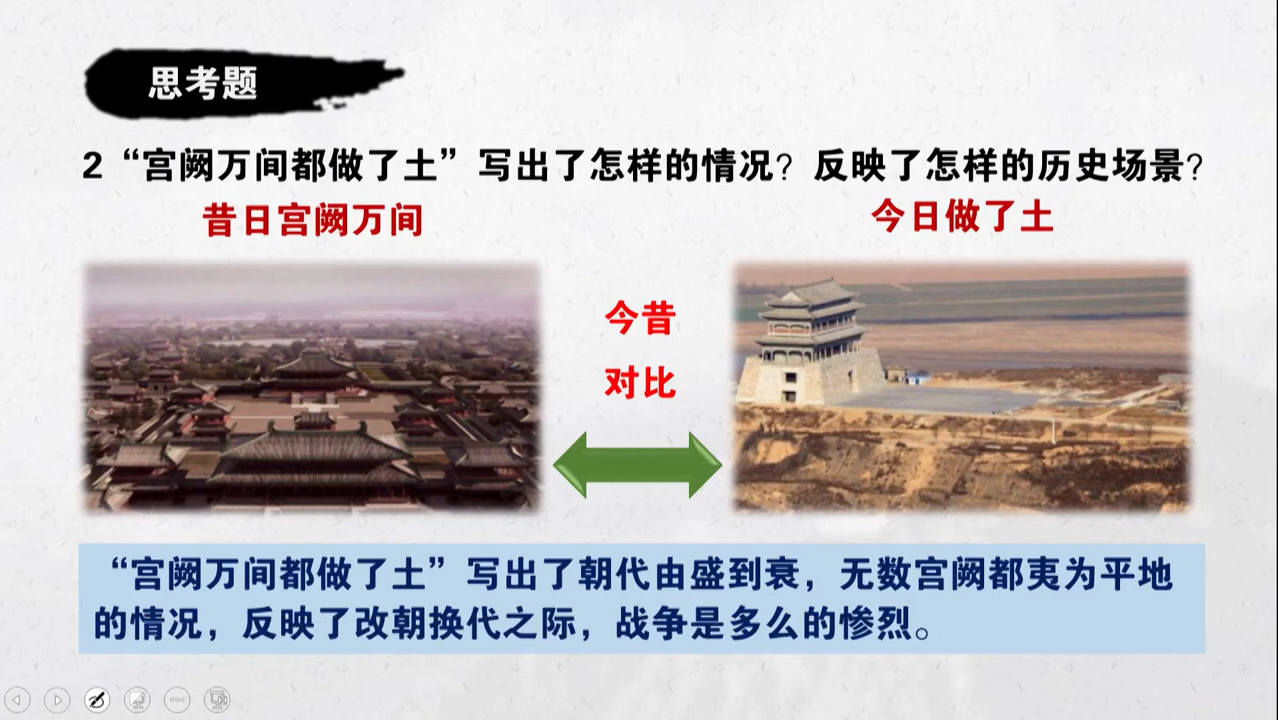 思考题
2“宫阙万间都做了土”写出了怎样的情况？反映了怎样的历史场景？
昔日宫阙万间
今日做了土
今昔
对比
“宫阙万间都做了土”写出了朝代由盛到衰，无数宫阙都夷为平地
的情况，反映了改朝换代之际，战争是多么的惨烈。